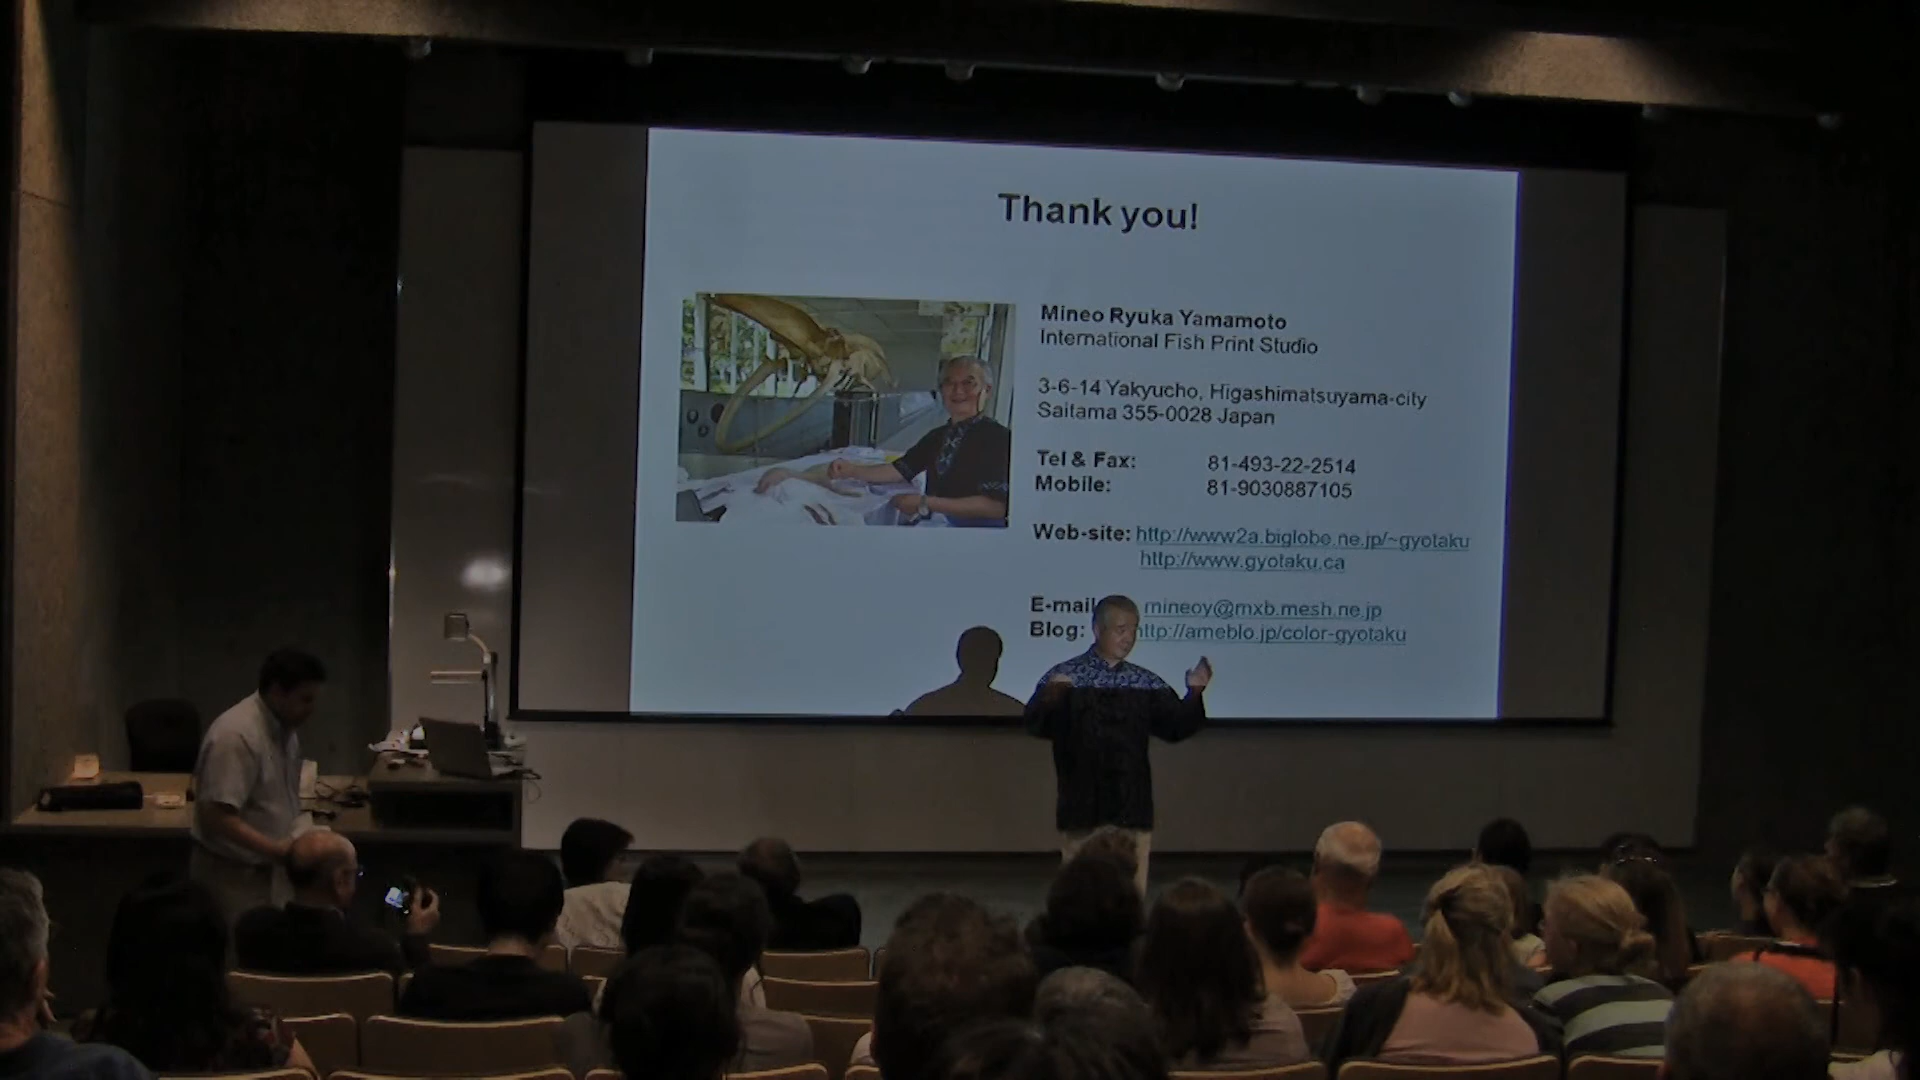 Thank you!
Mineo Ryuka Yamamoto
International Fish Print Studio
3-6-14 Yakyucho, Higashimatsuyama-city
Saitama 355-0028 Japan
Tel & Fax: 81-493-22-2514
Mobile: 81-9030887105
Web-site: http://www2a.biglobe.ne.jp/~gyotaku
http://www.gyotaku.ca
E-mail mineoy@mxb.mesh.ne.jp
Blog: http://ameblo.jp/color-gyotaku